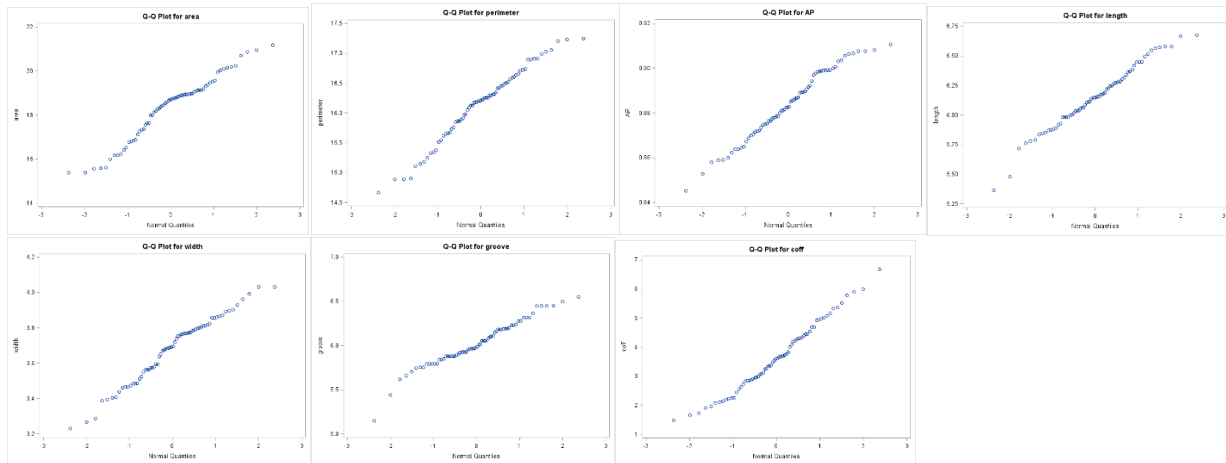 Q-Q Plot for area
22
20
18
16
14
area
-3 -2 -1 0 1 2 3
Normal Quantiles
Q-Q Plot for perimeter
17.5
17.0
16.5
16.0
15.5
15.0
14.5
perimeter
-3 -2 -1 0 1 2 3
Normal Quantiles
Q-Q Plot for AP
0.92
0.90
0.88
0.86
0.84
AP
-3 -2 -1 0 1 2 3
Normal Quantiles
Q-Q Plot for length
6.75
6.50
6.25
6.00
5.75
5.50
5.25
length
-3 -2 -1 0 1 2 3
Normal Quantiles
Q-Q Plot for width
4.2
4.0
3.8
3.6
3.4
3.2
width
-3 -2 -1 0 1 2 3
Normal Quantiles
Q-Q Plot for groove
7.0
6.5
6.0
5.5
5.0
groove
-3 -2 -1 0 1 2 3
Normal Quantiles
Q-Q Plot for coff
7
6
5
4
3
2
1
coff
-3 -2 -1 0 1 2 3
Normal Quantiles